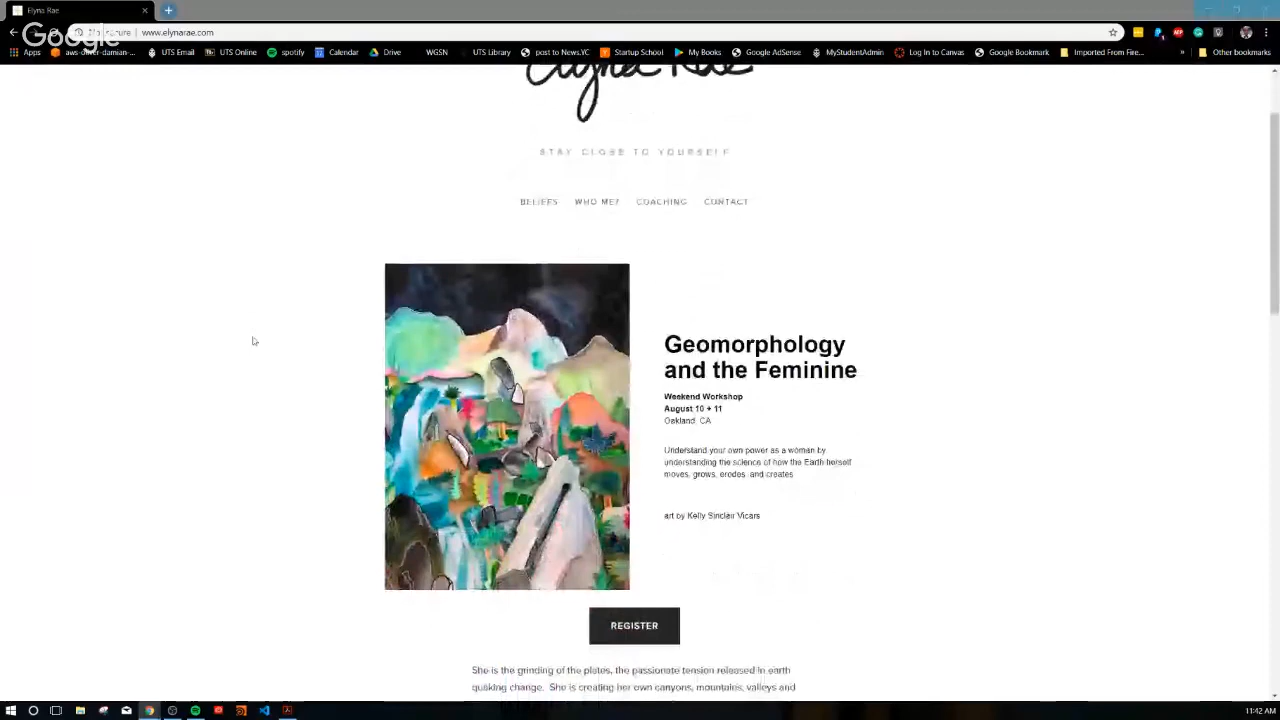 Elyna Rae
Google
www.elynarae.com
Apps
UTS Email
UTS Online
spotify
Calendar
Drive
WGSN
UTS Library
post to News.YC
Startup School
My Books
Google AdSense
MyStudentAdmin
Log In to Canvas
Google Bookmark
Imported From Fire...
»
Other bookmarks
Elyna Rae
STAY CLOSE TO YOURSELF
BELIEFS WHO ME? COACHING CONTACT
Geomorphology
and the Feminine
Weekend Workshop
August 10 + 11
Oakland, CA
Understand your own power as a woman by
understanding the science of how the Earth herself
moves, grows, erodes, and creates
art by Kelly Sinclair Vicars
REGISTER
She is the grinding of the plates, the passionate tension released in earth
quaking change. She is creating her own canyons, mountains, valleys and
11:42 AM